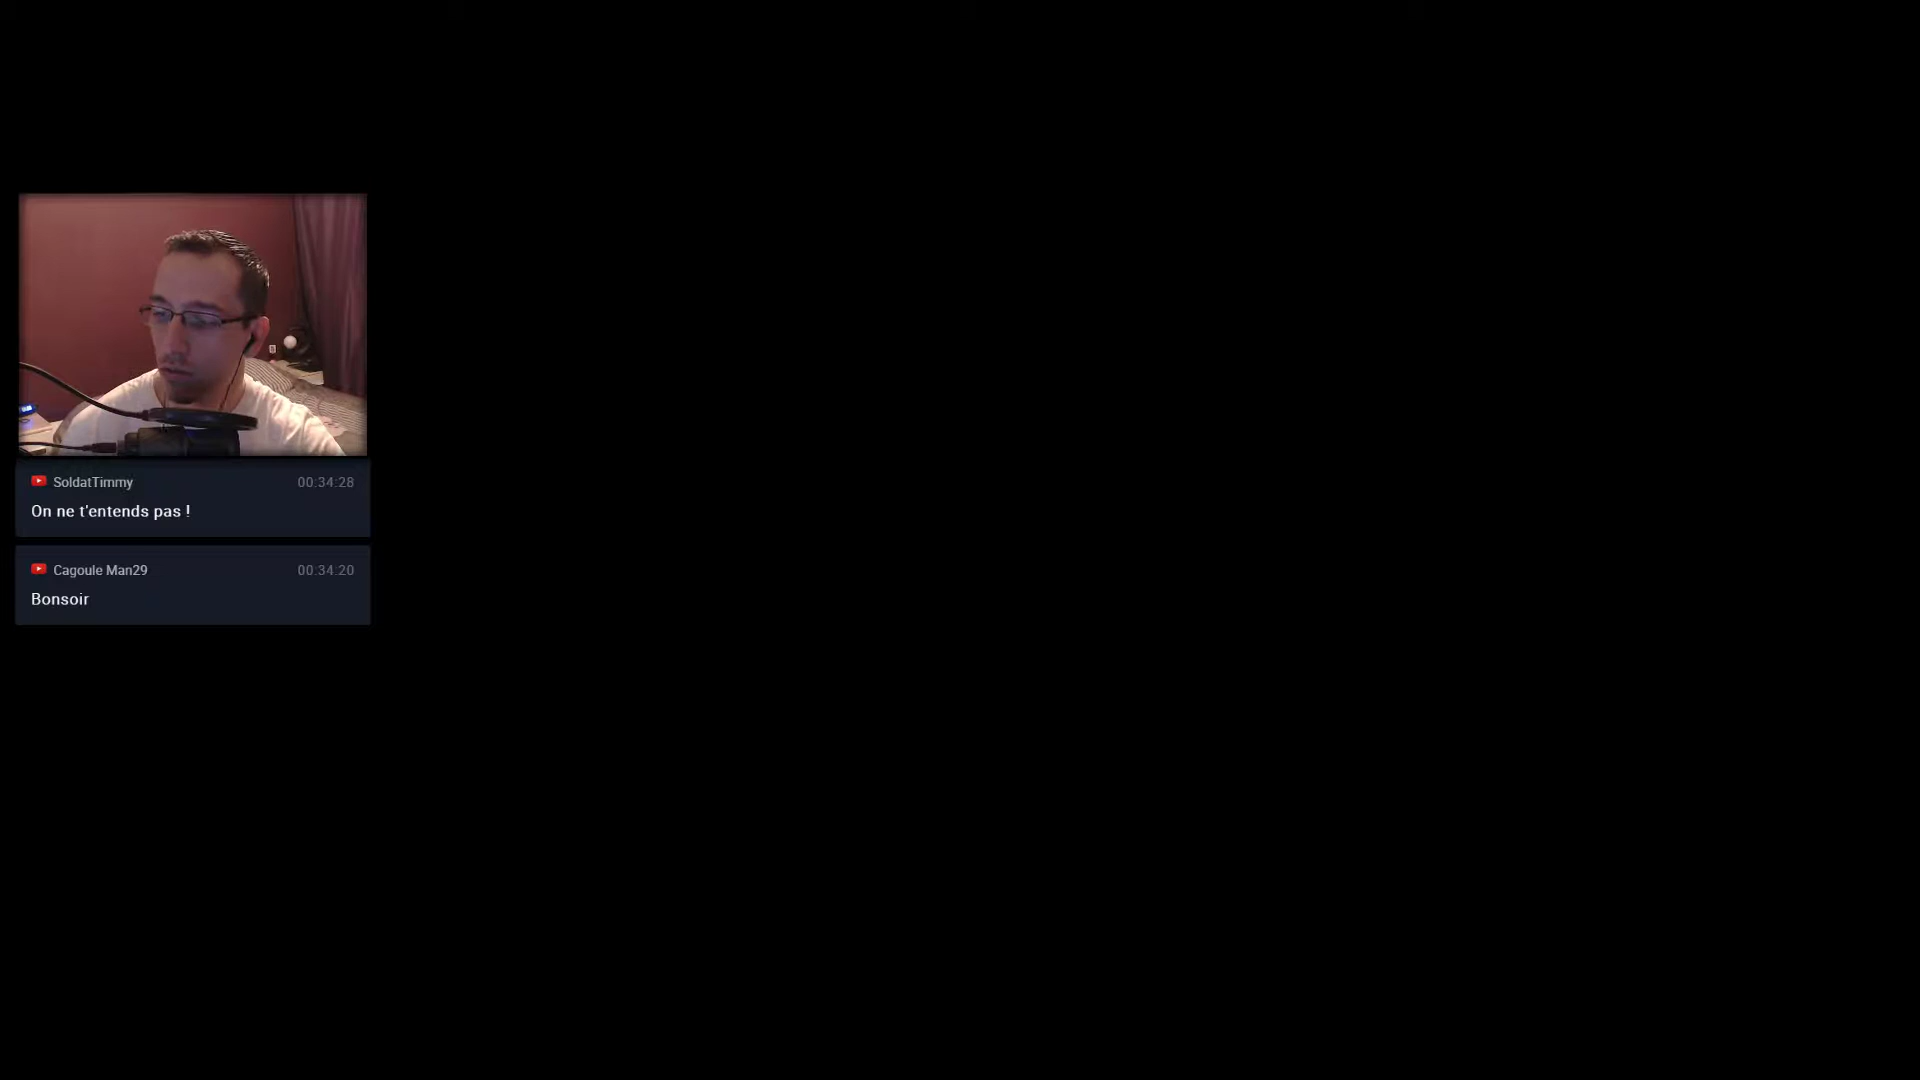 SoldatTimmy 00:34:28
On ne t'entends pas !
Cagoule Man29 00:34:20
Bonsoir